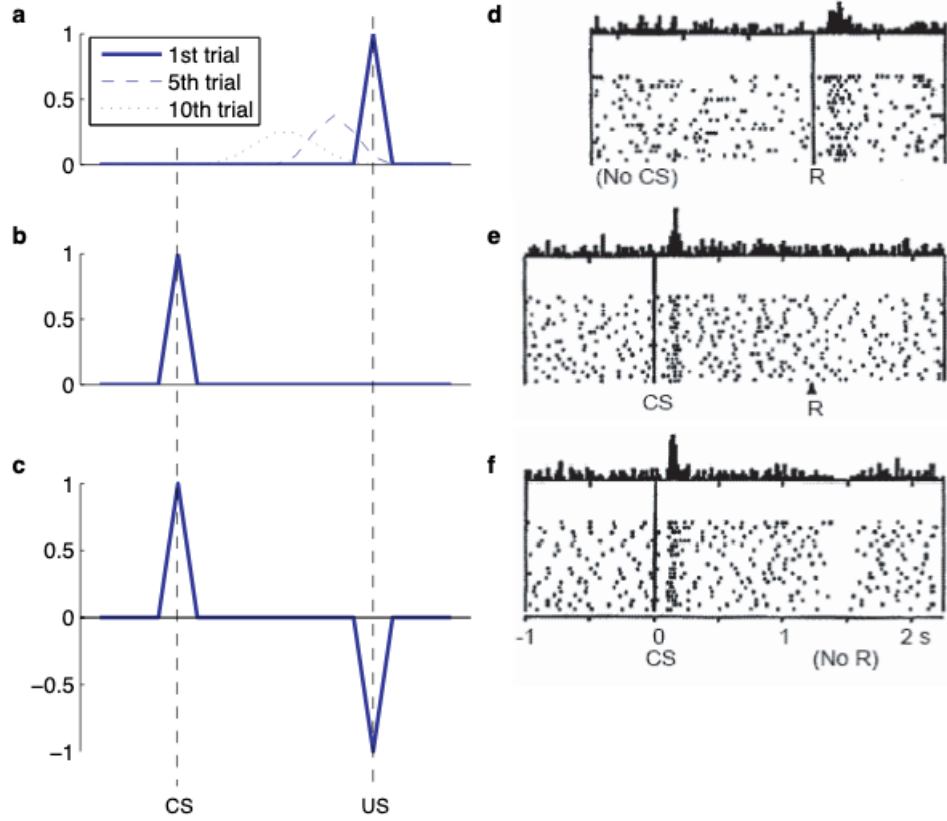 a
1
0.5
0
1st trial
5th trial
10th trial
b
1
0.5
0
c
1
0.5
0
−0.5
−1
CS
US
d
(No CS)
R
e
CS
R
f
-1
0
1
2 s
CS
(No R)